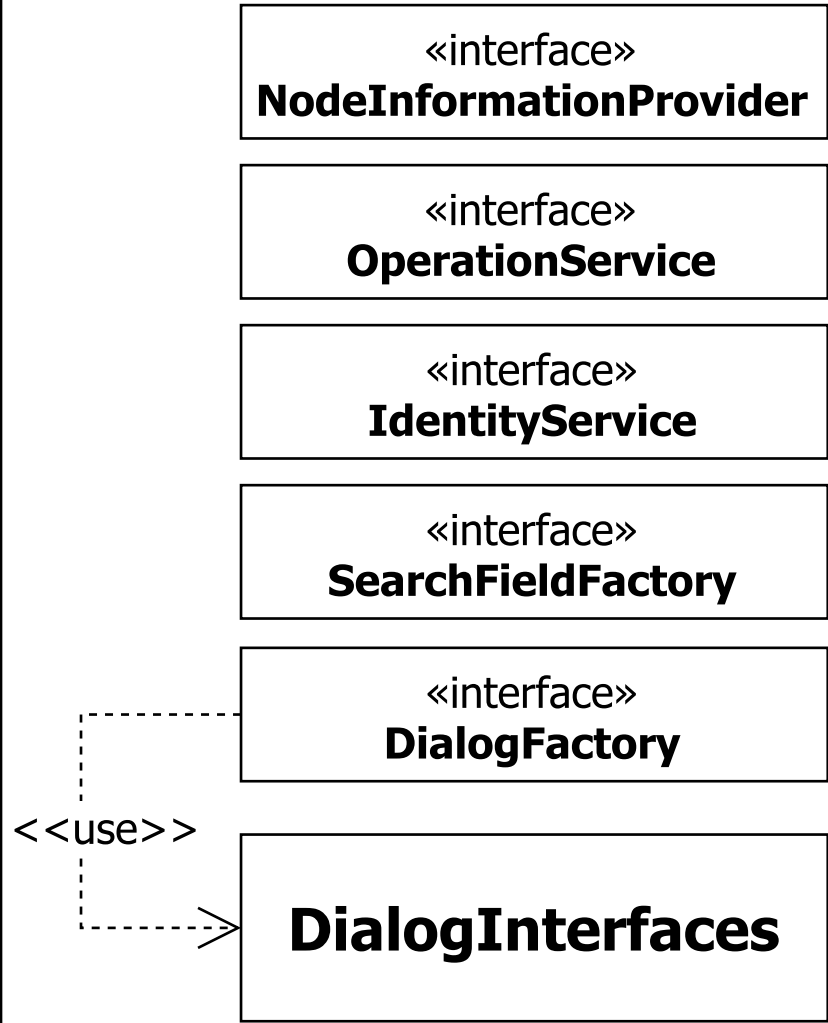 «interface»
NodeInformationProvider
«interface»
OperationService
«interface»
IdentityService
«interface»
SearchFieldFactory
«interface»
DialogFactory
<<use>>
DialogInterfaces